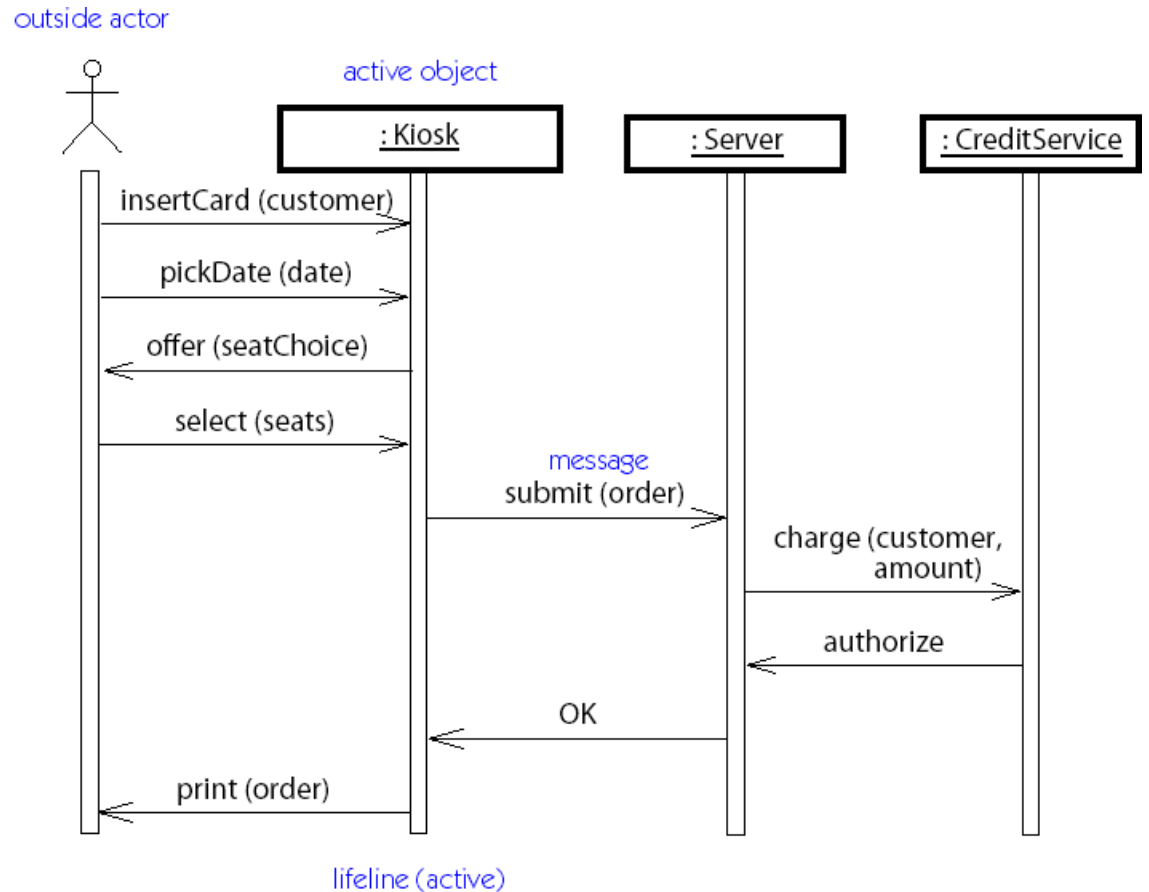 outside actor
active object
: Kiosk
: Server
: CreditService
insertCard (customer)
pickDate (date)
offer (seatChoice)
select (seats)
message
submit (order)
charge (customer,
amount)
authorize
OK
print (order)
lifeline (active)